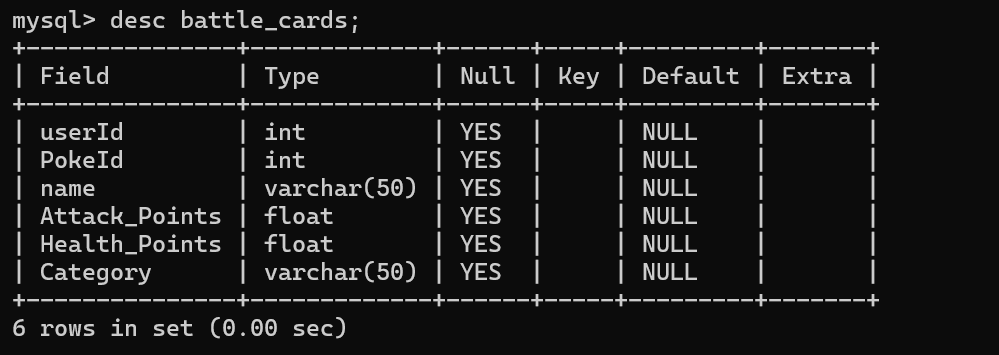 mysql> desc battle_cards;
+---------------+-------------+------+-----+---------+-------+
| Field         | Type        | Null | Key | Default | Extra |
+---------------+-------------+------+-----+---------+-------+
| userId        | int         | YES  |     | NULL    |       |
| PokeId        | int         | YES  |     | NULL    |       |
| name          | varchar(50) | YES  |     | NULL    |       |
| Attack_Points | float       | YES  |     | NULL    |       |
| Health_Points | float       | YES  |     | NULL    |       |
| Category      | varchar(50) | YES  |     | NULL    |       |
+---------------+-------------+------+-----+---------+-------+
6 rows in set (0.00 sec)